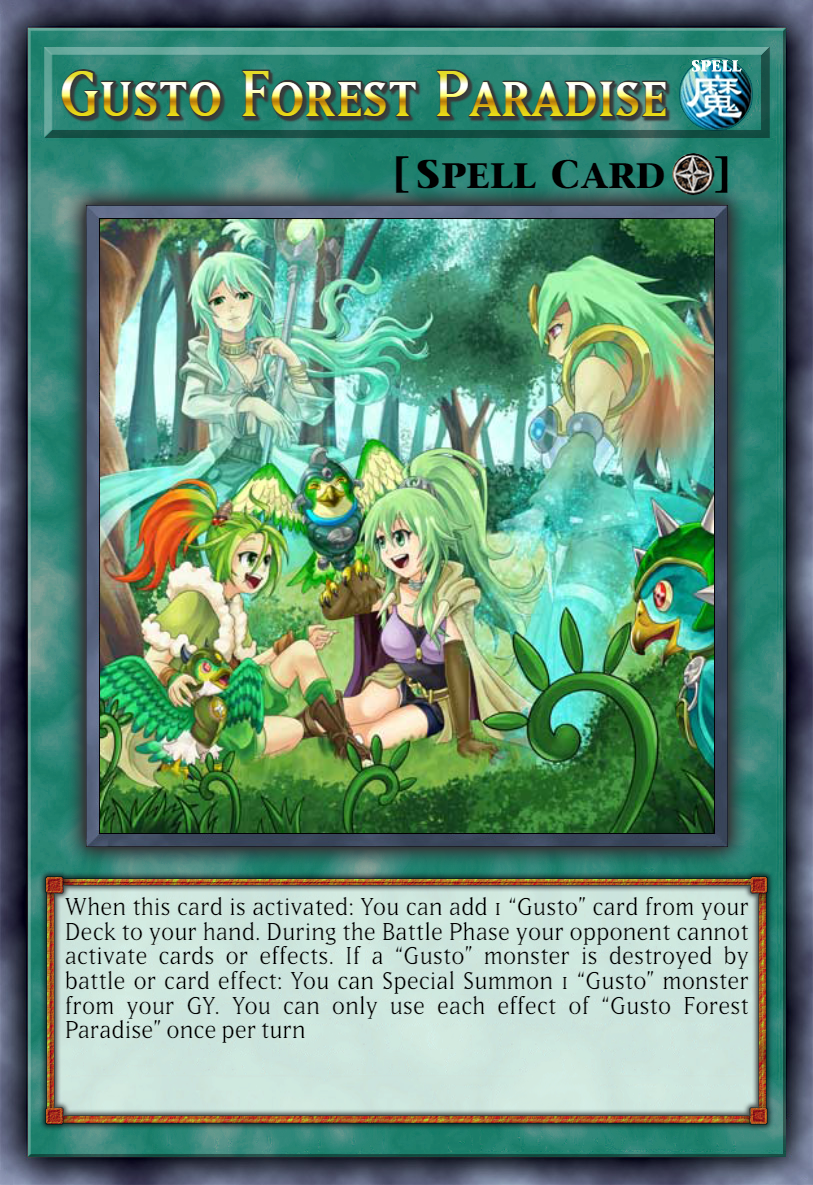 Gusto Forest Paradise
SPELL
魔
[Spell Card]
When this card is activated: You can add 1 “Gusto” card from your
Deck to your hand. During the Battle Phase your opponent cannot
activate cards or effects. If a “Gusto” monster is destroyed by
battle or card effect: You can Special Summon 1 “Gusto” monster
from your GY. You can only use each effect of “Gusto Forest
Paradise” once per turn